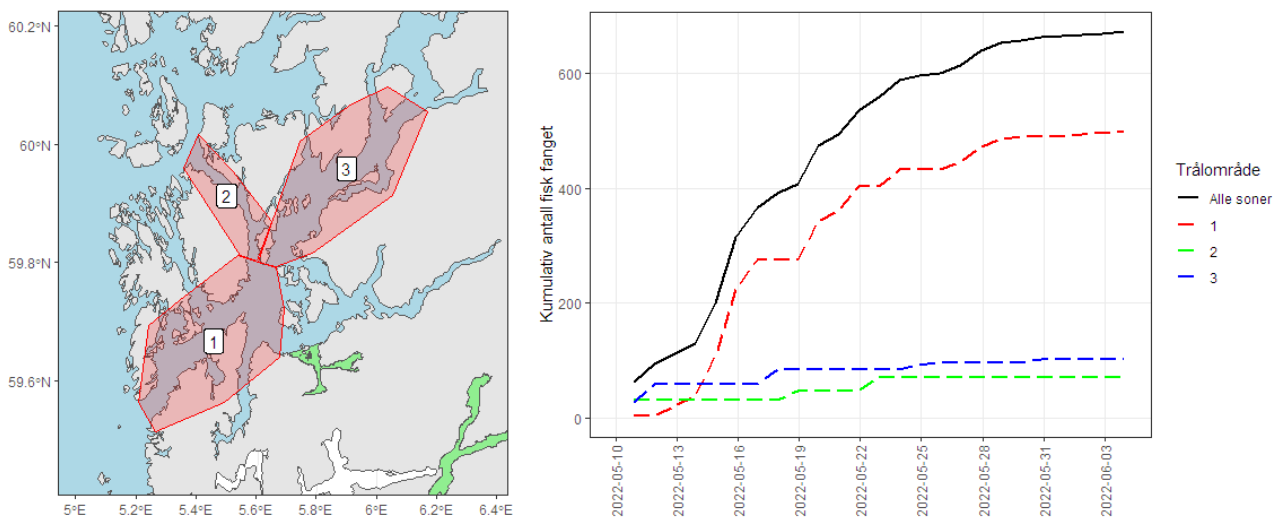 60.2°N
60°N
59.8°N
59.6°N
5°E
5.2°E
5.4°E
5.6°E
5.8°E
6°E
6.2°E
6.4°E
1
2
3
Kumulativ antall fisk fanget
600
400
200
0
2022-05-10
2022-05-13
2022-05-16
2022-05-19
2022-05-22
2022-05-25
2022-05-28
2022-05-31
2022-06-03
Trålområde
Alle soner
1
2
3